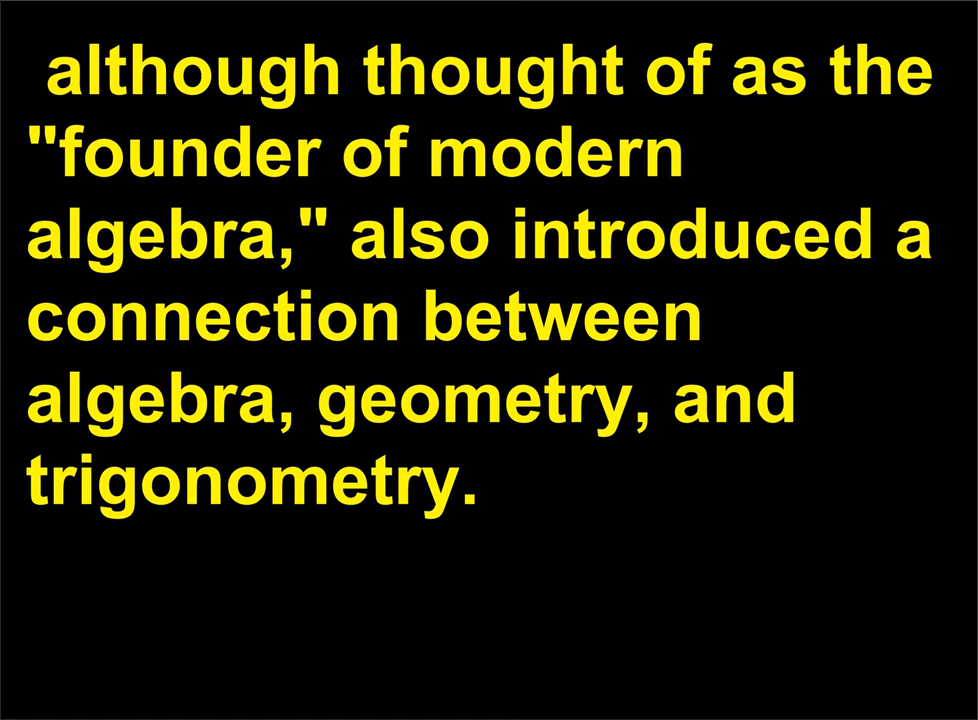 although thought of as the
"founder of modern
algebra," also introduced a
connection between
algebra, geometry, and
trigonometry.